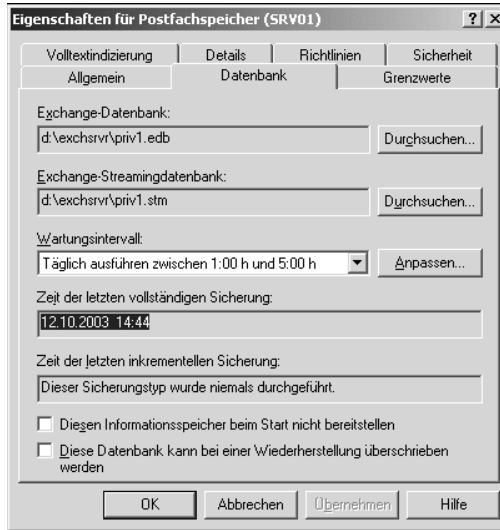 Eigenschaften für Postfachspeicher (SRV01)
Volltextindizierung Details Richtlinien Sicherheit
Allgemein Datenbank Grenzwerte
Exchange-Datenbank:
d:\exchsrvr\priv1.edb Durchsuchen...
Exchange-Streamingdatenbank:
d:\exchsrvr\priv1.stm Durchsuchen...
Wartungsintervall:
Täglich ausführen zwischen 1:00 h und 5:00 h Anpassen...
Zeit der letzten vollständigen Sicherung:
12.10.2003 14:44
Zeit der letzten inkrementellen Sicherung:
Dieser Sicherungstyp wurde niemals durchgeführt.
Diesen Informationsspeicher beim Start nicht bereitstellen
Diese Datenbank kann bei einer Wiederherstellung überschrieben
werden
OK Abbrechen Übernehmen Hilfe